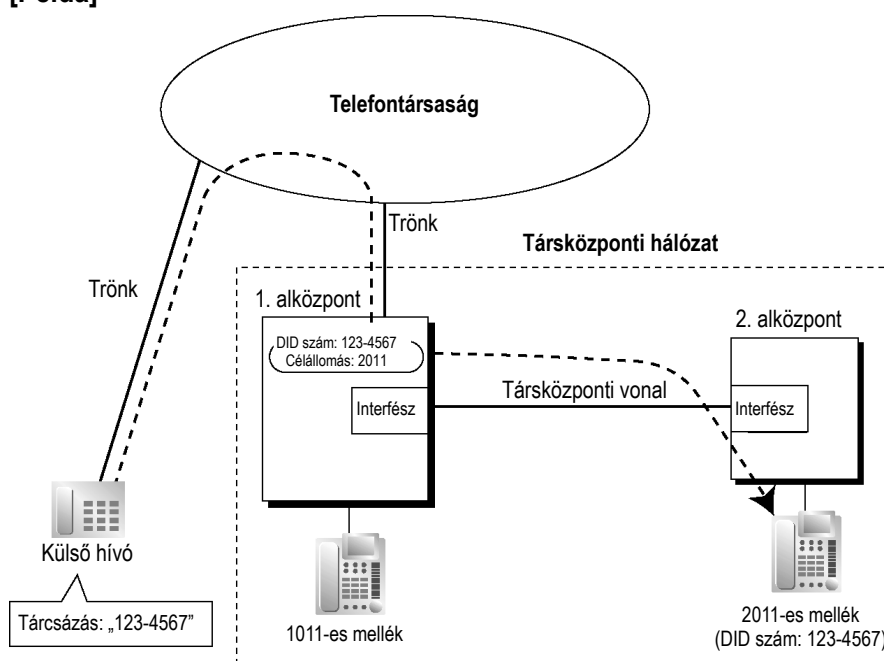 [Példa]
Telefontársaság
Trönk
Társközponti hálózat
Trönk
1. alközpont
2. alközpont
DID szám: 123-4567
Célállomás: 2011
Társközponti vonal
Interfész
Interfész
Külső hívó
Tárcsázás: „123-4567”
1011-es mellék
2011-es mellék
(DID szám: 123-4567)